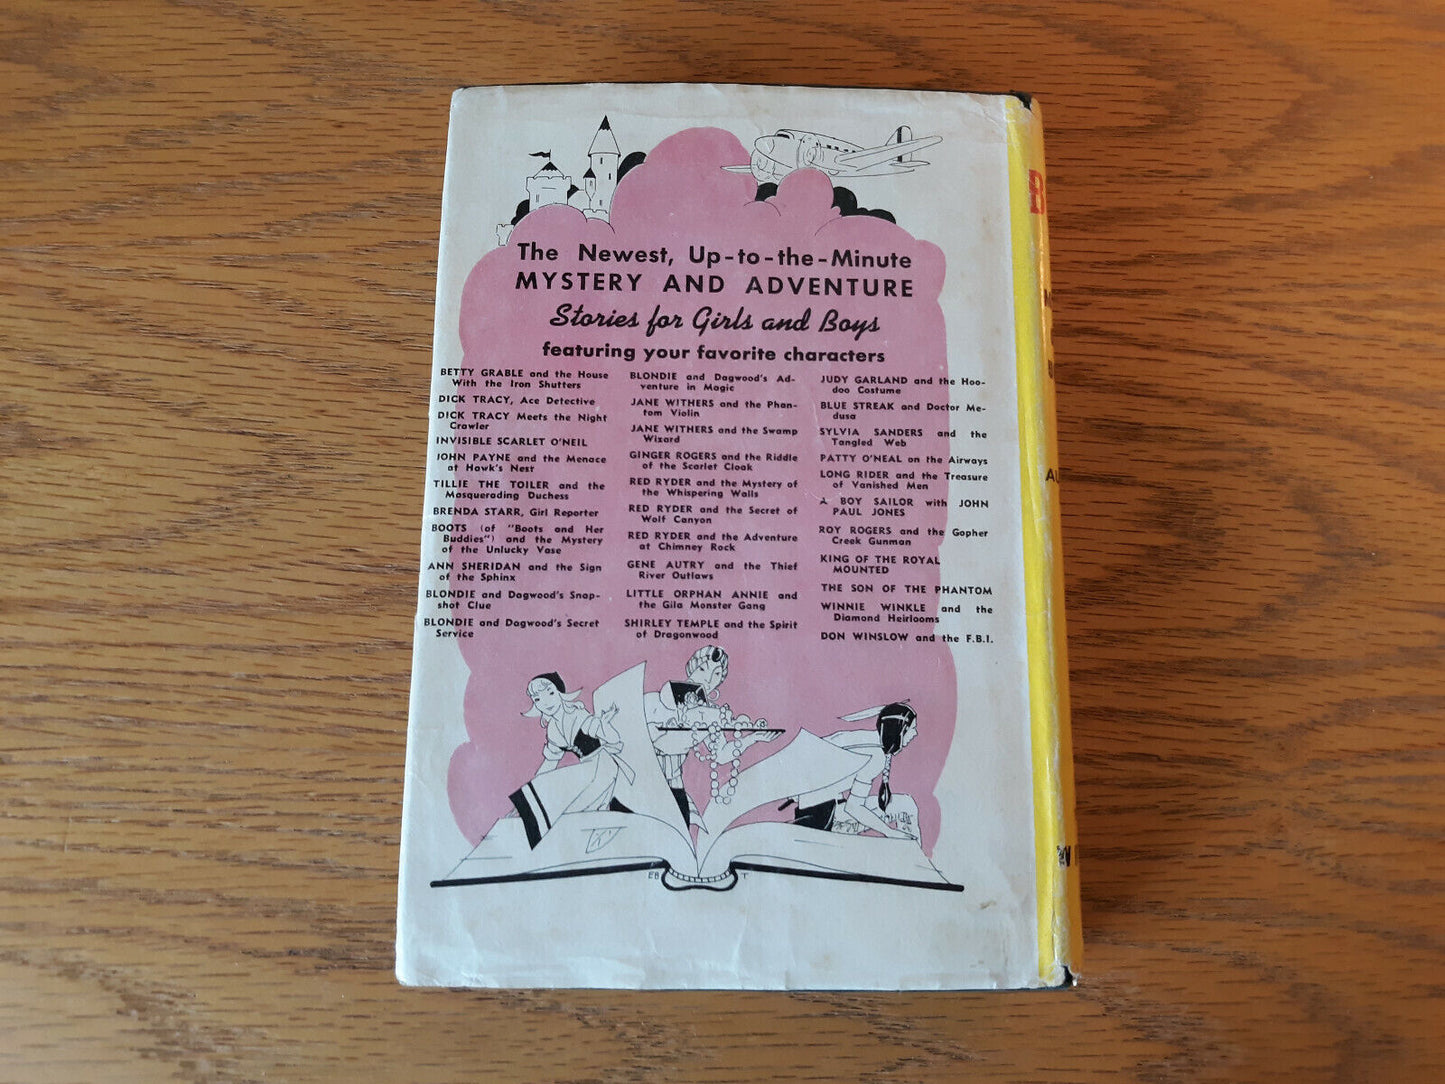 The Newest, Up-to-the-Minute
MYSTERY AND ADVENTURE
Stories for Girls and Boys
featuring your favorite characters
BETTY GRABLE and the House
With the Iron Shutters
DICK TRACY, Ace Detective
DICK TRACY Meets the Night
Crawler
INVISIBLE SCARLET O'NEIL
JOHN PAYNE and the Menace
at Hawk's Nest
TILLIE THE TOILER and the
Masquerading Duchess
BRENDA STARR, Girl Reporter
BOOTS (of "Boots and Her
Buddies") and the Mystery
of the Unlucky Vase
ANN SHERIDAN and the Sign
of the Sphinx
BLONDIE and Dagwood's Snap-
shot Clue
BLONDIE and Dagwood's Secret
Service
BLONDIE and Dagwood's Ad-
venture in Magic
JANE WITHERS and the Phan-
tom Violin
JANE WITHERS and the Swamp
Wizard
GINGER ROGERS and the Riddle
of the Scarlet Cloak
RED RYDER and the Mystery of
the Whispering Walls
RED RYDER and the Secret of
Wolf Canyon
RED RYDER and the Adventure
at Chimney Rock
GENE AUTRY and the Thief
River Outlaws
LITTLE ORPHAN ANNIE and
the Gila Monster Gang
SHIRLEY TEMPLE and the Spirit
of Dragonwood
JUDY GARLAND and the Hoo-
doo Costume
BLUE STREAK and Doctor Me-
dusa
SYLVIA SANDERS and the
Tangled Web
PATTY O'NEAL on the Airways
LONG RIDER and the Treasure
of Vanished Men
A BOY SAILOR with JOHN
PAUL JONES
ROY ROGERS and the Gopher
Creek Gunman
KING OF THE ROYAL
MOUNTED
THE SON OF THE PHANTOM
WINNIE WINKLE and the
Diamond Heirlooms
DON WINSLOW and the F.B.I.
EB T